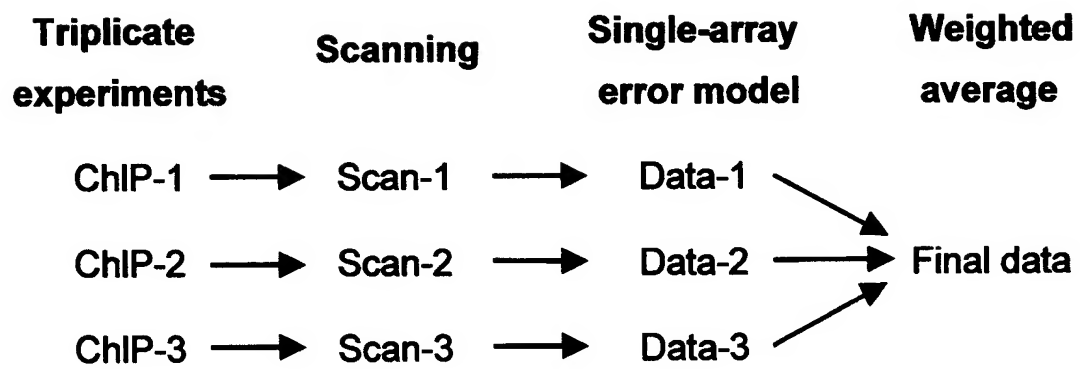 Triplicate experiments
Scanning
Single-array error model
Weighted average
ChIP-1 Scan-1 Data-1
ChIP-2 Scan-2 Data-2 Final data
ChIP-3 Scan-3 Data-3